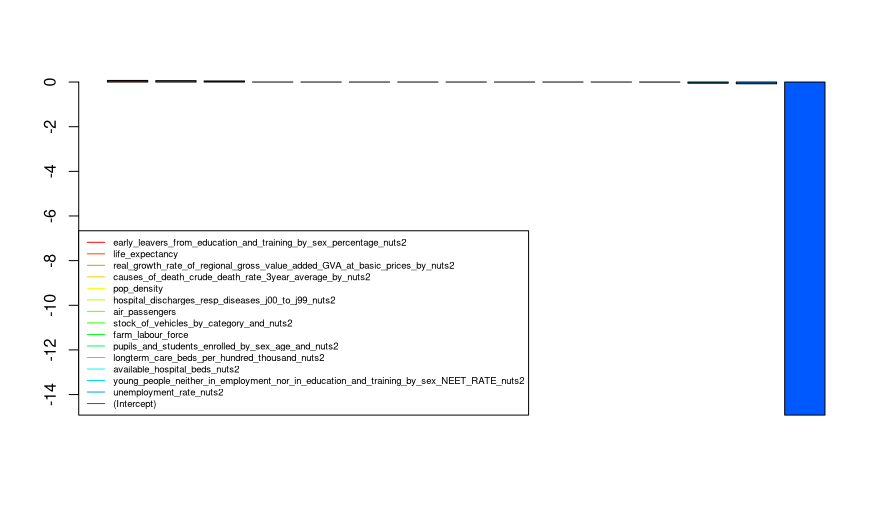 0
-2
-4
-6
-8
-10
-12
-14
early_leavers_from_education_and_training_by_sex_percentage_nuts2
life_expectancy
real_growth_rate_of_regional_gross_value_added_GVA_at_basic_prices_by_nuts2
causes_of_death_crude_death_rate_3year_average_by_nuts2
pop_density
hospital_discharges_resp_diseases_j00_to_j99_nuts2
air_passengers
stock_of_vehicles_by_category_and_nuts2
farm_labour_force
pupils_and_students_enrolled_by_sex_age_and_nuts2
longterm_care_beds_per_hundred_thousand_nuts2
available_hospital_beds_nuts2
young_people_neither_in_employment_nor_in_education_and_training_by_sex_NEET_RATE_nuts2
unemployment_rate_nuts2
(Intercept)